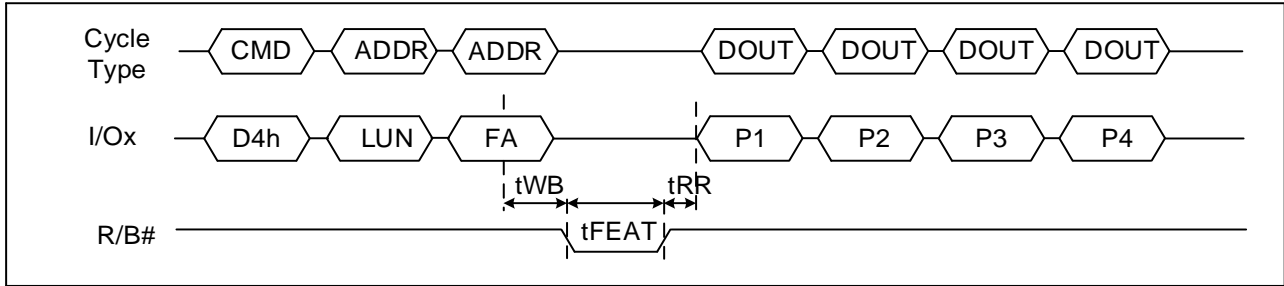 Cycle Type CMD ADDR ADDR DOUT DOUT DOUT DOUT
I/Ox D4h LUN FA P1 P2 P3 P4
tWB tRR
R/B# tFEAT